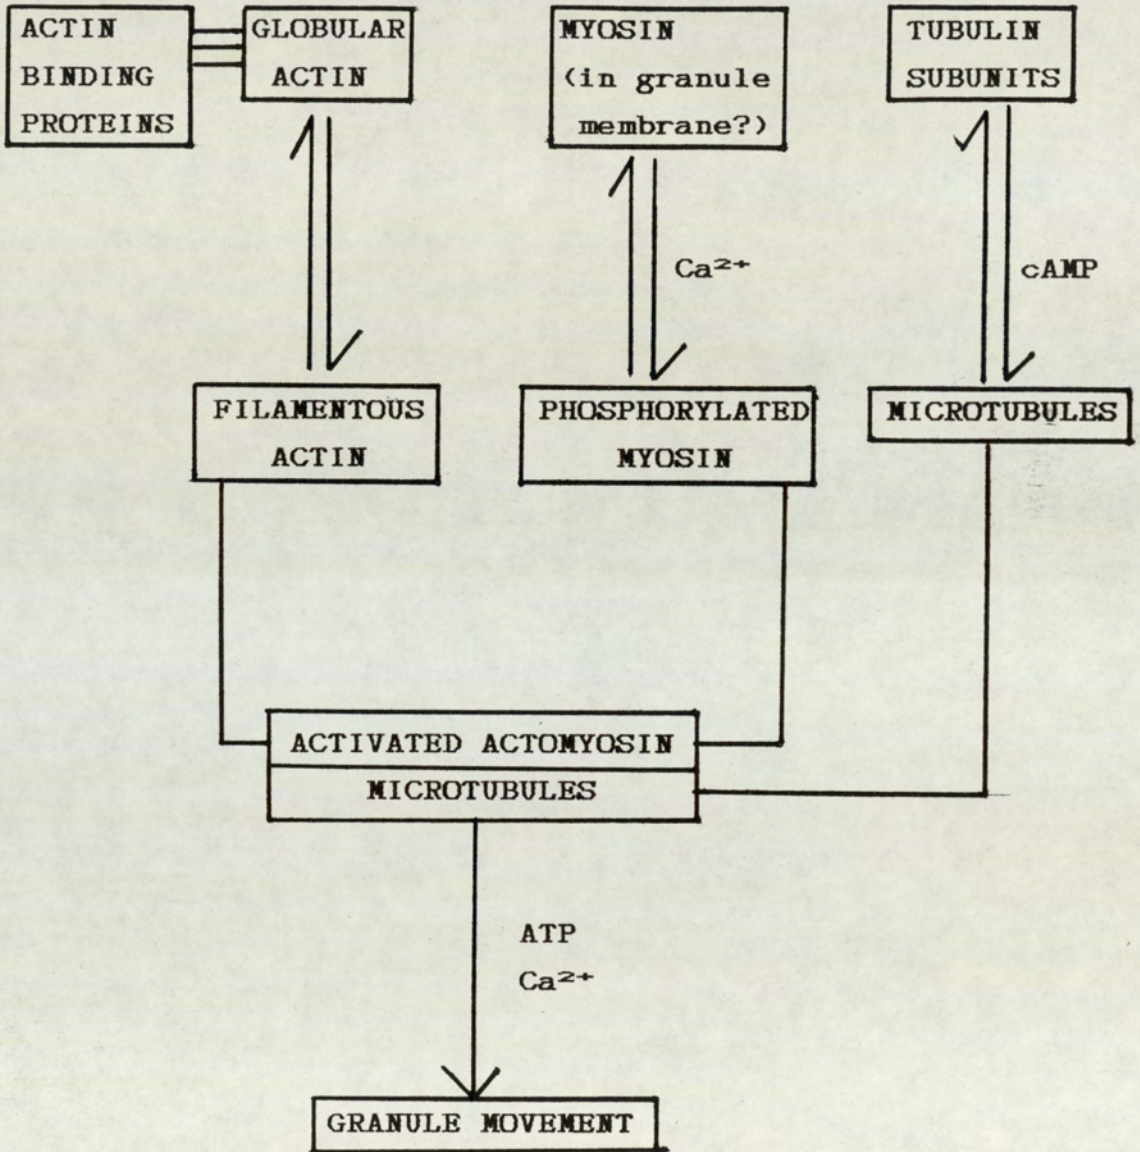 ACTIN
BINDING
PROTEINS
GLOBULAR
ACTIN
MYOSIN
(in granule
membrane?)
TUBULIN
SUBUNITS
Ca²⁺
cAMP
FILAMENTOUS
ACTIN
PHOSPHORYLATED
MYOSIN
MICROTUBULES
ACTIVATED ACTOMYOSIN
MICROTUBULES
ATP
Ca²⁺
GRANULE MOVEMENT